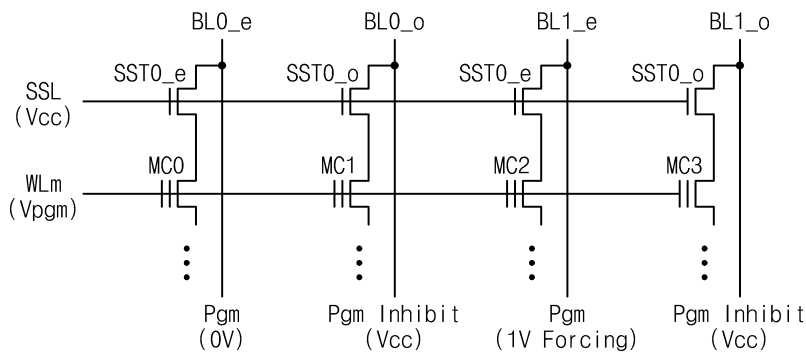 BL0_e BL0_o BL1_e BL1_o
SST0_e SST0_o SST0_e SST0_o
SSL
(Vcc)
MC0 MC1 MC2 MC3
WLm
(Vpgm)
Pgm Pgm Inhibit Pgm Pgm Inhibit
(0V) (Vcc) (1V Forcing) (Vcc)